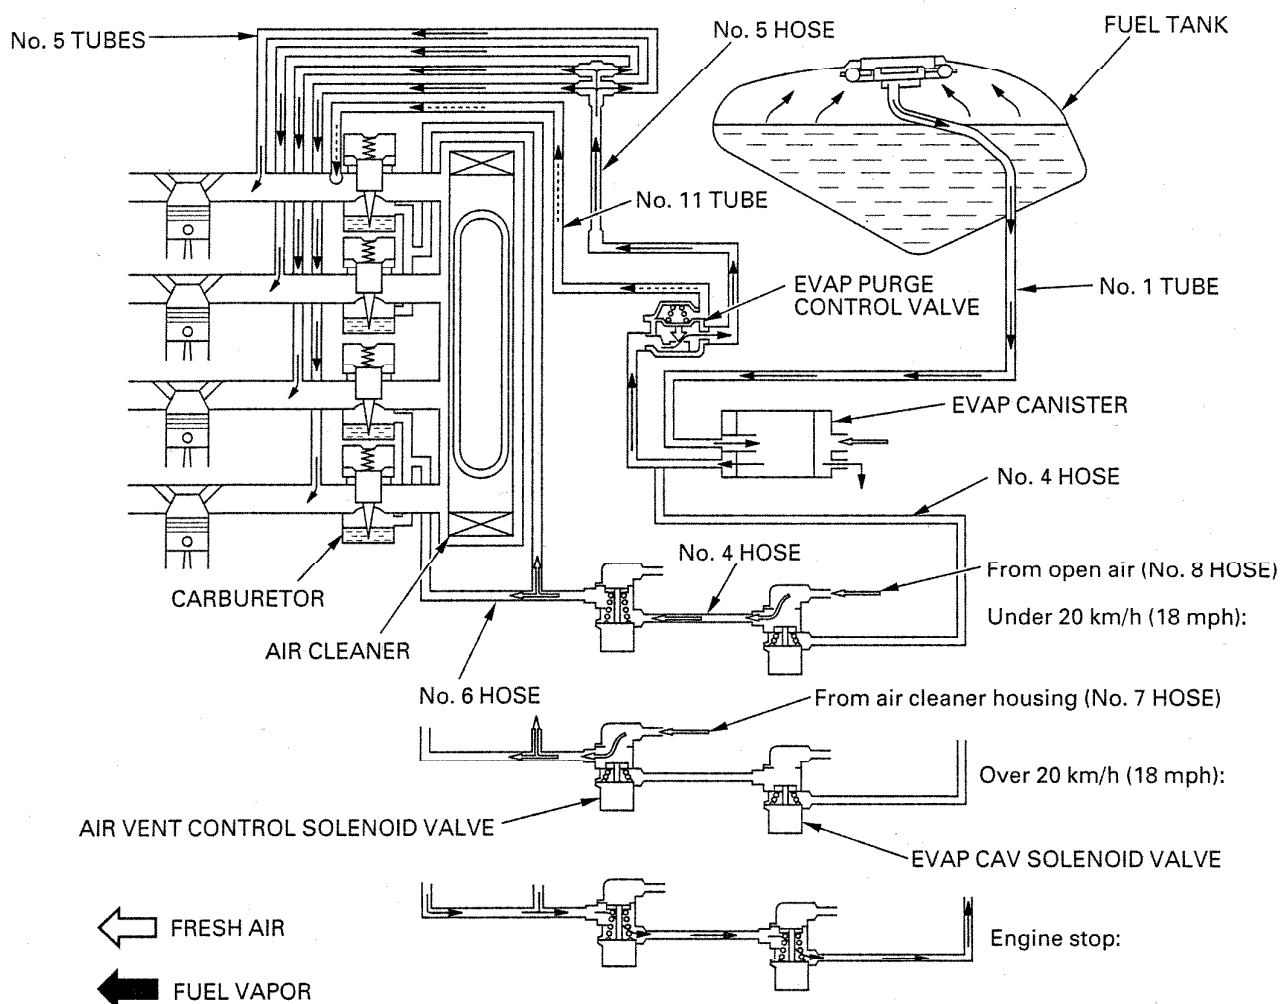 FUEL TANK
No. 5 HOSE
No. 5 TUBES
No. 11 TUBE
EVAP PURGE
CONTROL VALVE
No. 1 TUBE
EVAP CANISTER
No. 4 HOSE
No. 4 HOSE
From open air (No. 8 HOSE)
CARBURETOR
Under 20 km/h (18 mph):
AIR CLEANER
No. 6 HOSE
From air cleaner housing (No. 7 HOSE)
Over 20 km/h (18 mph):
AIR VENT CONTROL SOLENOID VALVE
EVAP CAV SOLENOID VALVE
FRESH AIR
Engine stop:
FUEL VAPOR